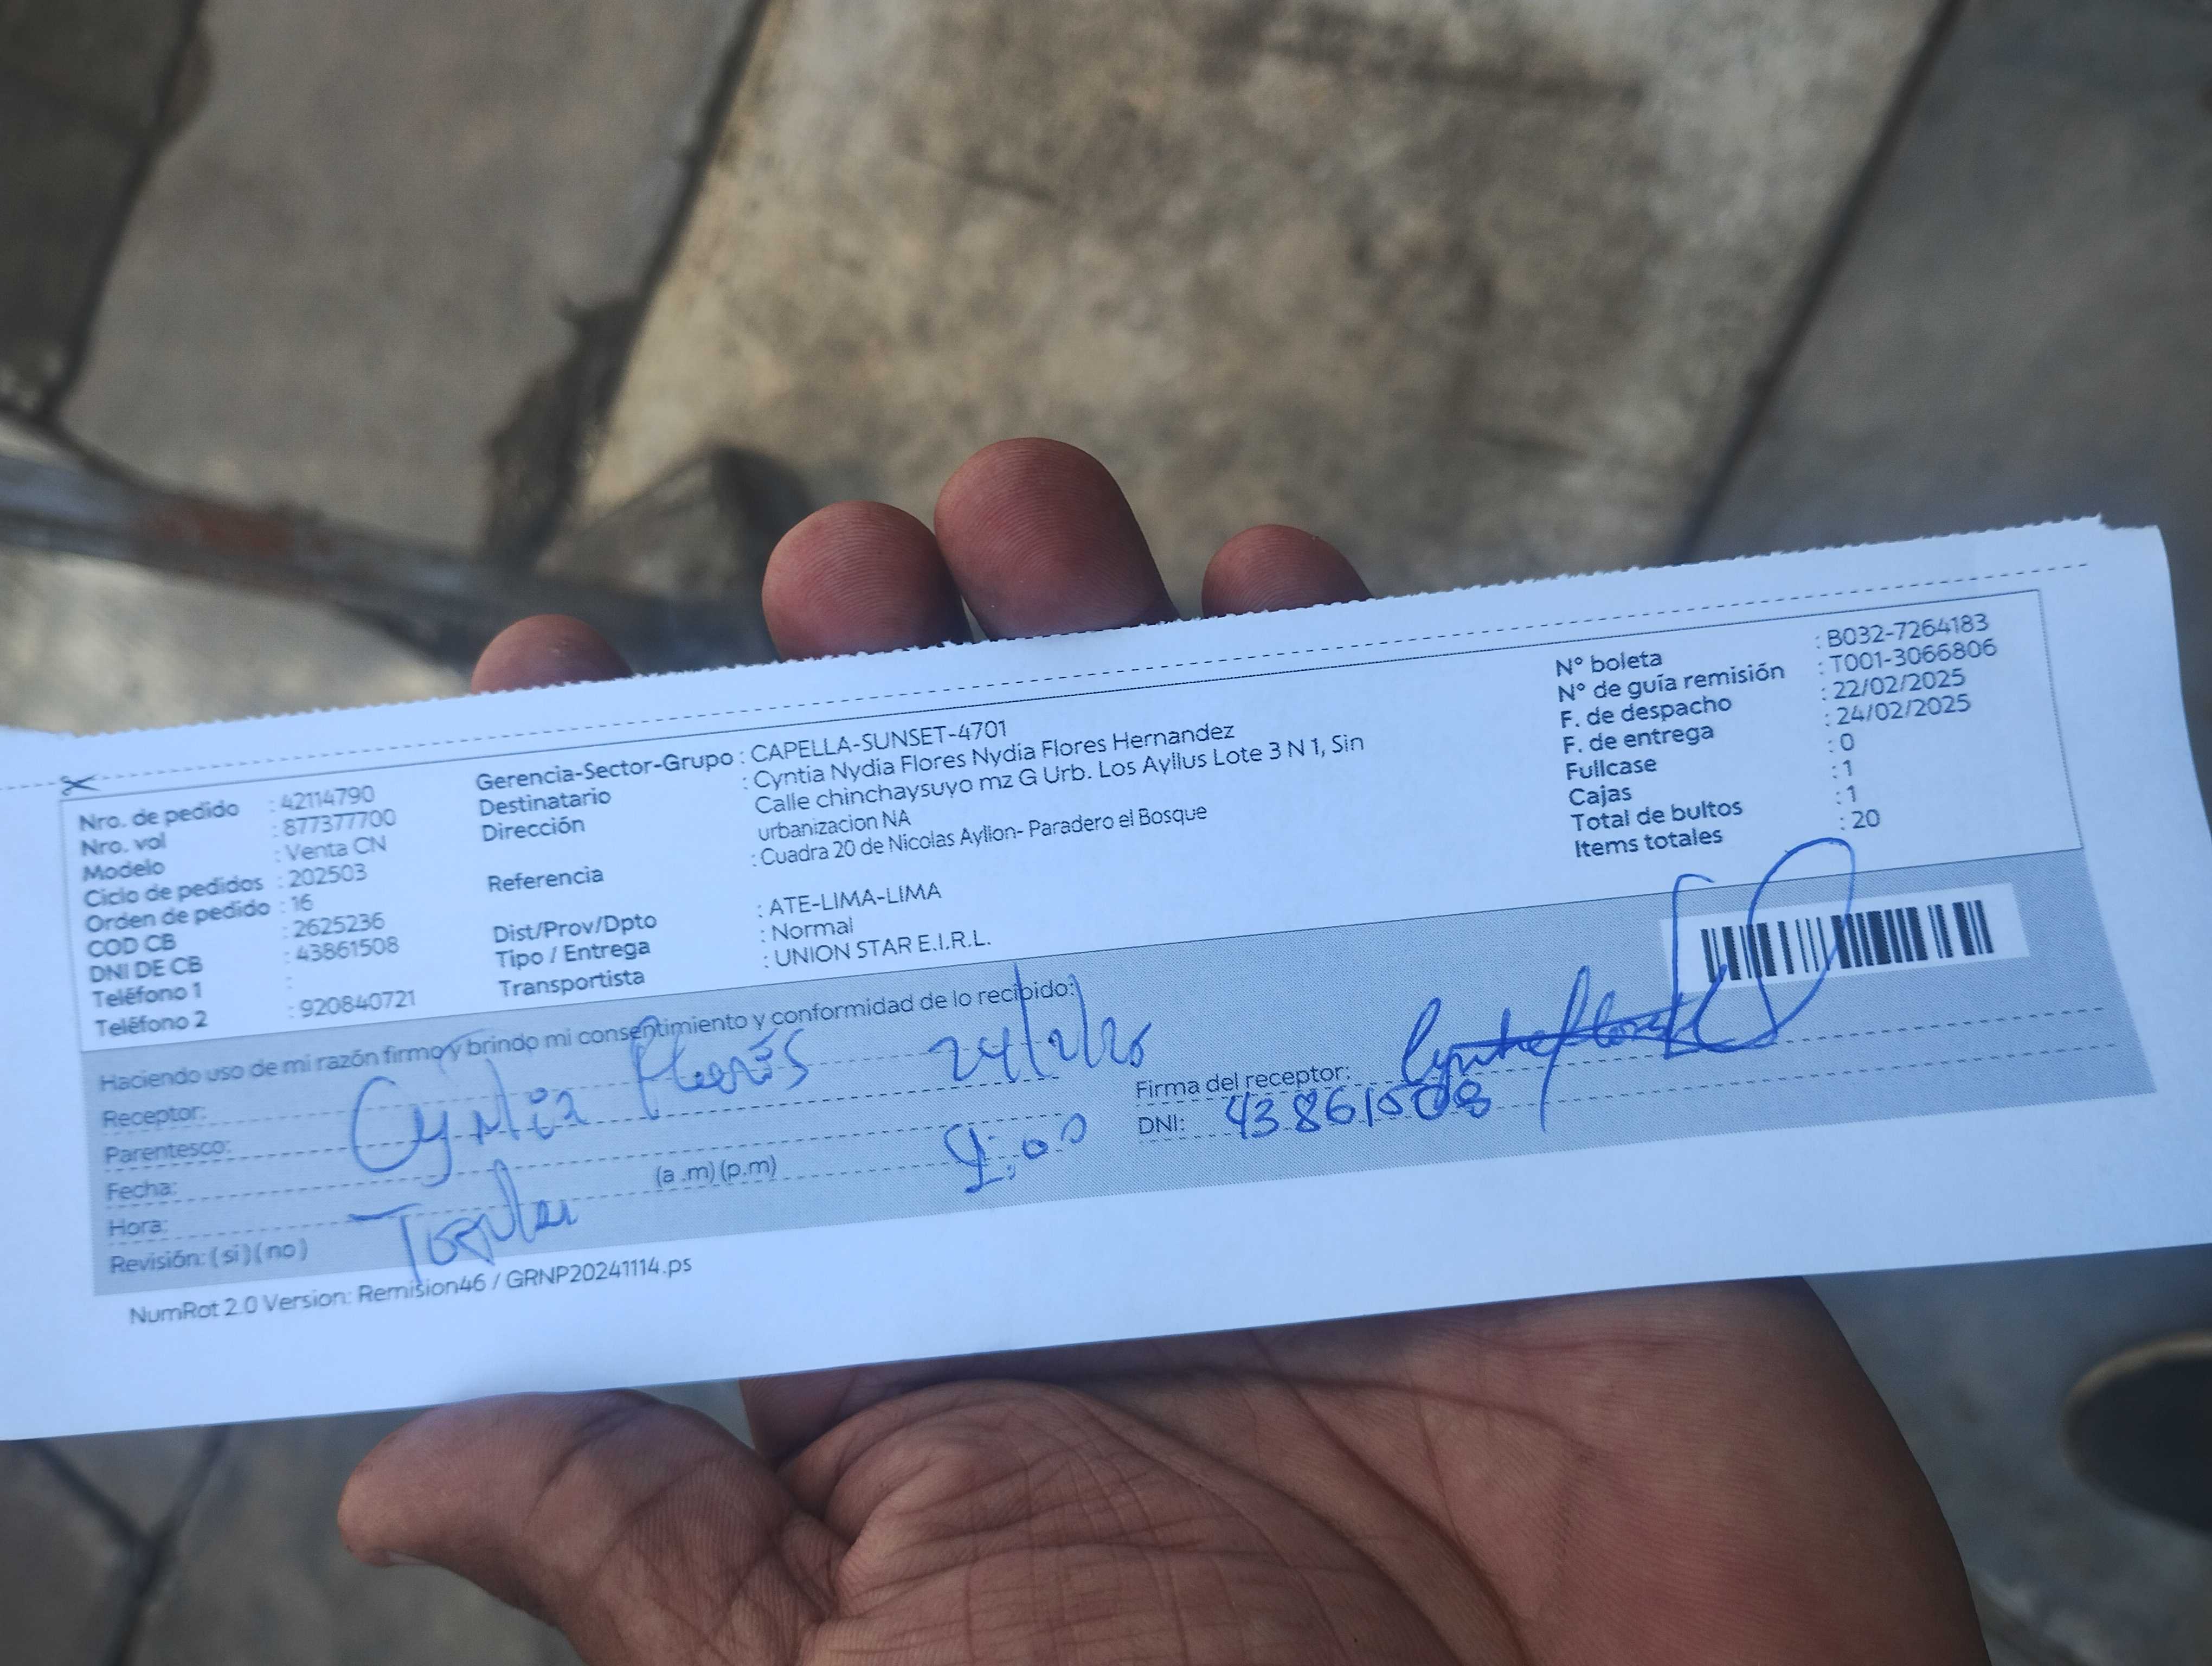 Nro. de pedido : 42114790
Nro. vol : 877377700
Modelo : Venta CN
Ciclo de pedidos : 202503
Orden de pedido : 16
COD CB : 2625236
DNI DE CB : 43861508
Teléfono 1 :
Teléfono 2 : 920840721
Gerencia-Sector-Grupo : CAPELLA-SUNSET-4701
Destinatario : Cyntia Nydia Flores Nydia Flores Hernandez
Dirección Calle chinchaysuyo mz G Urb. Los Ayllus Lote 3 N 1, Sin
urbanizacion NA
Referencia : Cuadra 20 de Nicolas Ayllon- Paradero el Bosque
Dist/Prov/Dpto : ATE-LIMA-LIMA
Tipo / Entrega : Normal
Transportista : UNION STAR E.I.R.L.
N° boleta : B032-7264183
N° de guía remisión : T001-3066806
F. de despacho : 22/02/2025
F. de entrega : 24/02/2025
Fullcase : 0
Cajas : 1
Total de bultos : 1
Items totales : 20
Haciendo uso de mi razón firmo y brindo mi consentimiento y conformidad de lo recibido:
Receptor: Cyntia Flores
Parentesco:
Fecha: 24/2/25
Hora: (a .m) (p.m)
Revisión: ( si ) ( no )
Firma del receptor:
DNI: 43861508
NumRot 2.0 Version: Remision46 / GRNP20241114.ps